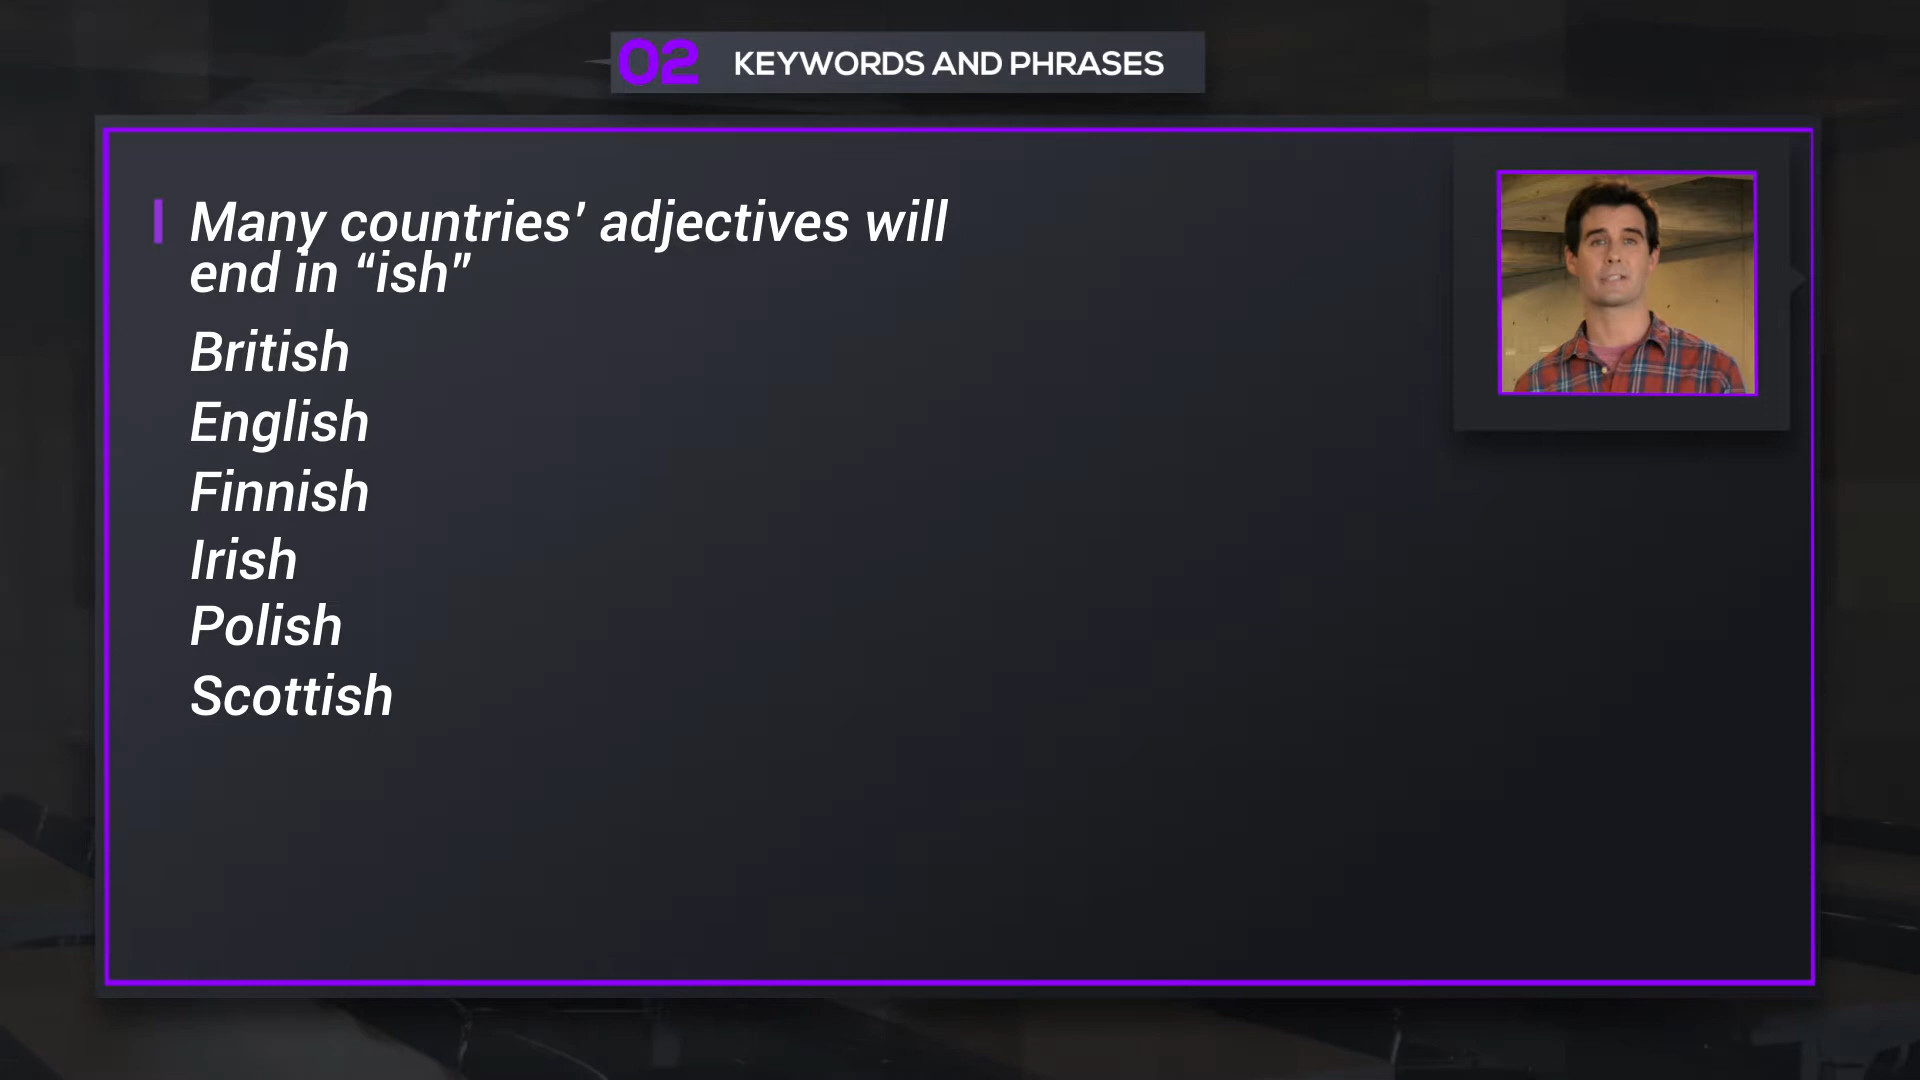 02 KEYWORDS AND PHRASES
Many countries’ adjectives will
end in “ish”
British
English
Finnish
Irish
Polish
Scottish